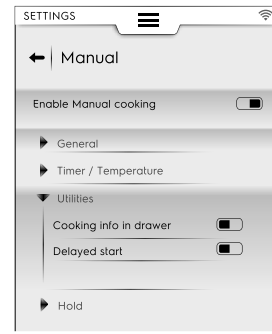 SETTINGS
Manual
Enable Manual cooking
General
Timer / Temperature
Utilities
Cooking info in drawer
Delayed start
Hold